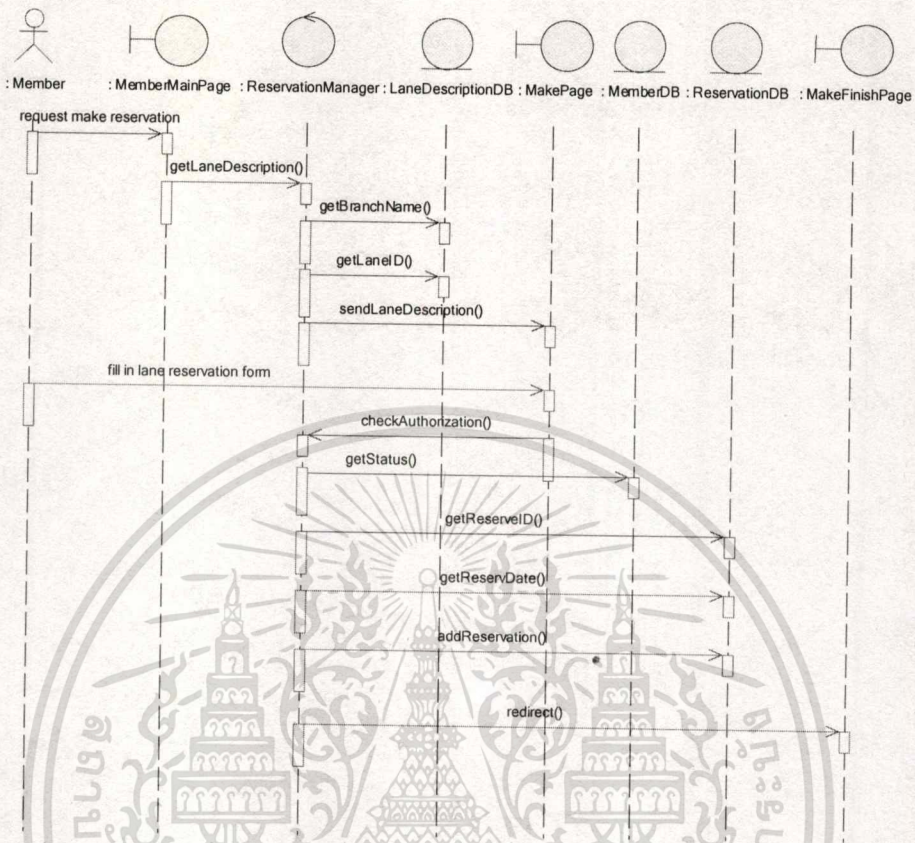 : Member : MemberMainPage : ReservationManager : LaneDescriptionDB : MakePage : MemberDB : ReservationDB : MakeFinishPage
request make reservation
getLaneDescription()
getBranchName()
getLaneID()
sendLaneDescription()
fill in lane reservation form
checkAuthorization()
getStatus()
getReserveID()
getReservDate()
addReservation()
redirect()